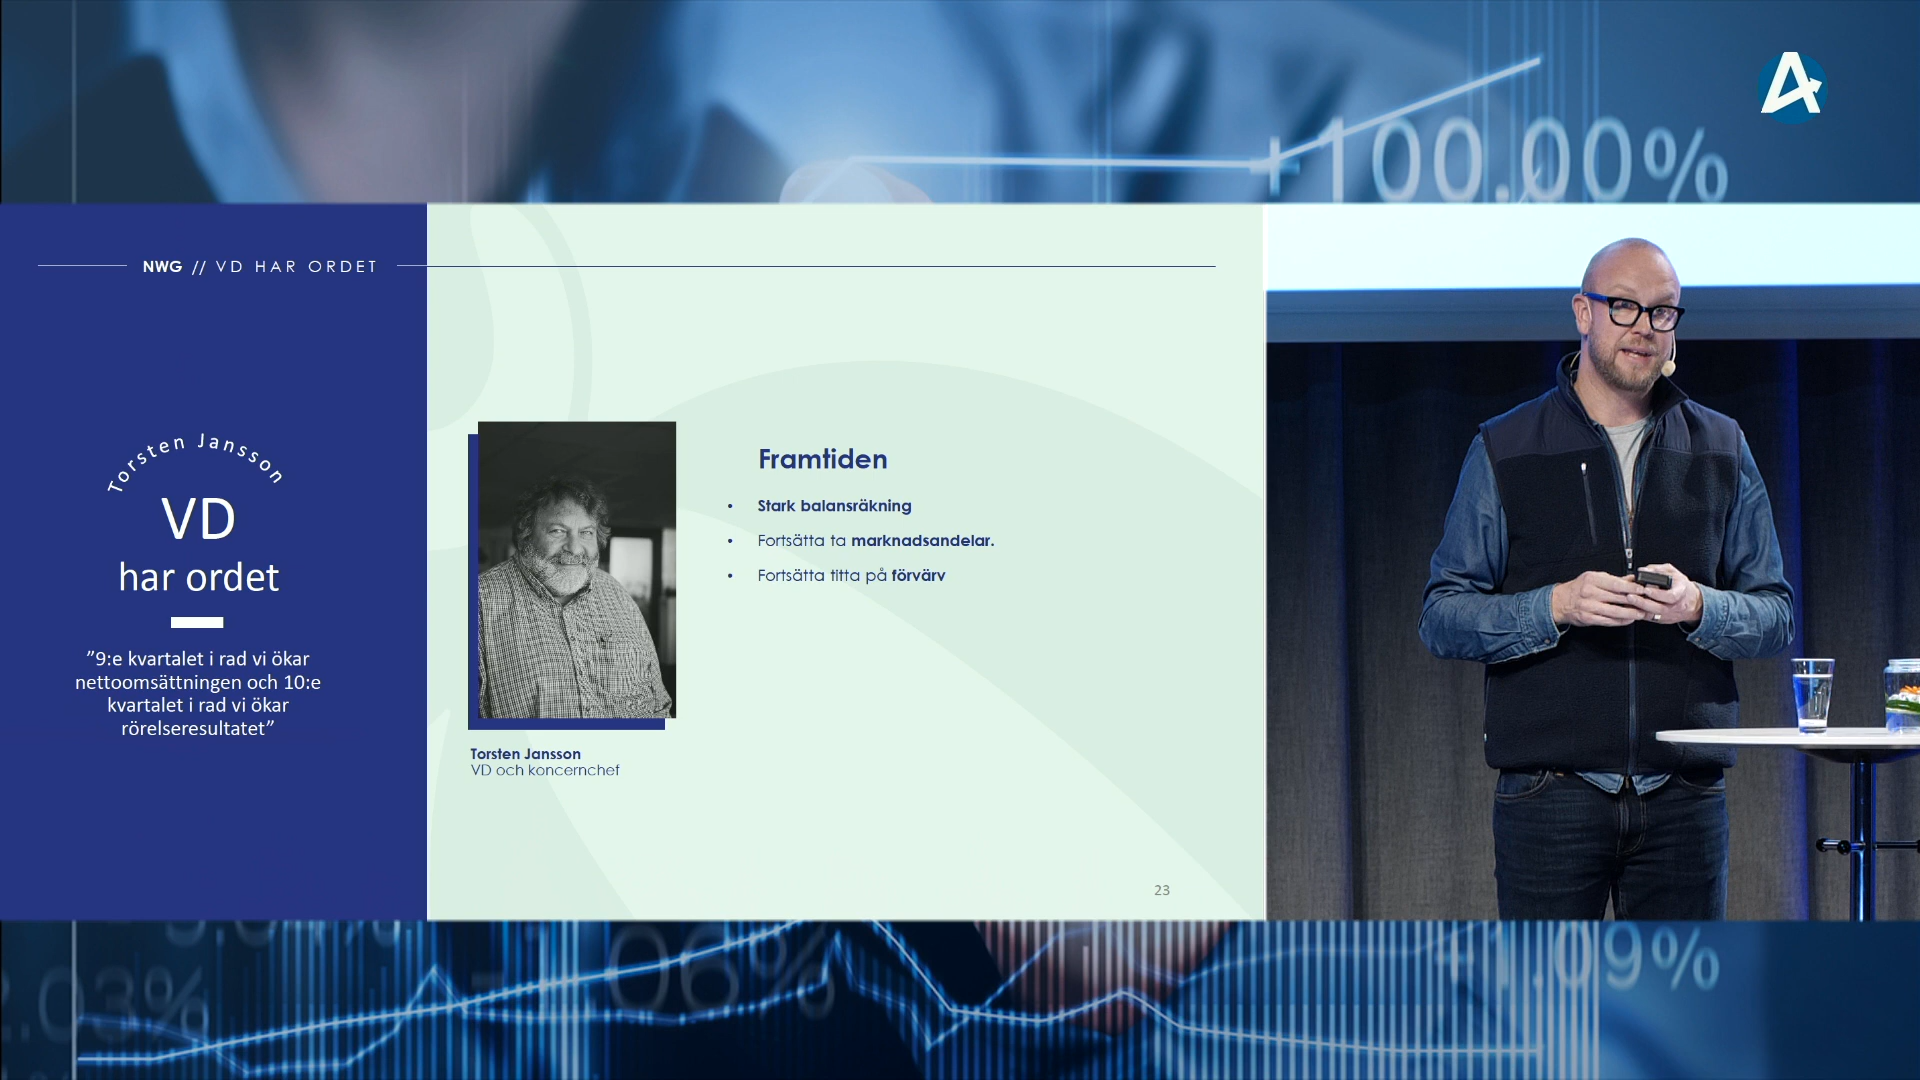 +100.00%
NWG // VD HAR ORDET
Torsten Jansson
VD
har ordet
”9:e kvartalet i rad vi ökar
nettoomsättningen och 10:e
kvartalet i rad vi ökar
rörelseresultatet”
Framtiden
• Stark balansräkning
• Fortsätta ta marknadsandelar.
• Fortsätta titta på förvärv
Torsten Jansson
VD och koncernchef
23